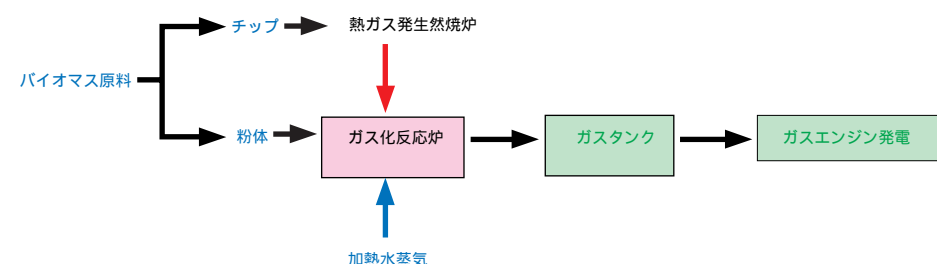 チップ
熱ガス発生然焼炉
バイオマス原料
粉体
ガス化反応炉
ガスタンク
ガスエンジン発電
加熱水蒸気